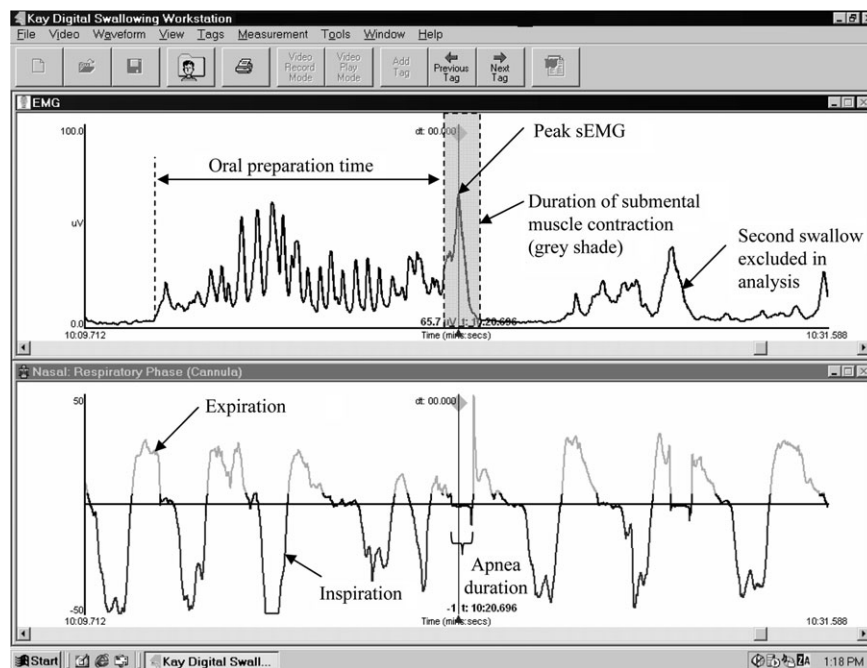 Kay Digital Swallowing Workstation
File Video Waveform View Tags Measurement Tools Window Help
Video Record Mode
Video Play Mode
Add Tag
Previous Tag
Next Tag
EMG
100.0
dt: 00.000
Peak sEMG
Oral preparation time
uV
Duration of submental
muscle contraction
(grey shade)
Second swallow
excluded in
analysis
0.0
65.7 uV t: 10:20.696
10:09.712
Time (mins:secs)
10:31.588
Nasal: Respiratory Phase (Cannula)
50
dt: 00.000
Expiration
Inspiration
Apnea
duration
-50
-1 t: 10:20.696
10:09.712
Time (mins:secs)
10:31.588
Start
Kay Digital Swall...
1:18 PM